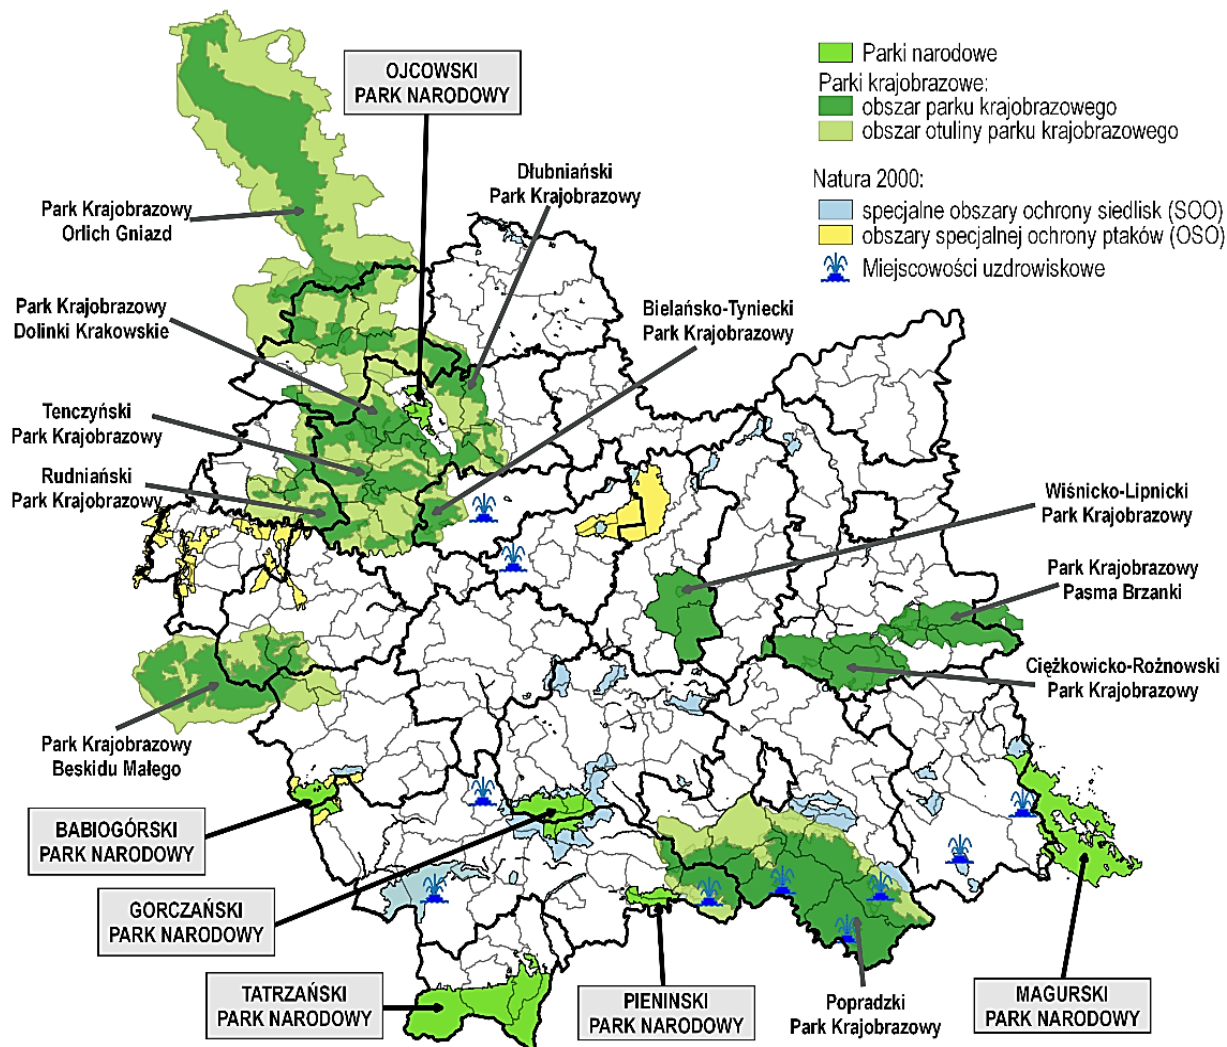 OJCOWSKI
PARK NARODOWY
Parki narodowe
Parki krajobrazowe:
obszar parku krajobrazowego
obszar otuliny parku krajobrazowego
Natura 2000:
specjalne obszary ochrony siedlisk (SOO)
obszary specjalnej ochrony ptaków (OSO)
Miejscowości uzdrowiskowe
Dłubniański
Park Krajobrazowy
Park Krajobrazowy
Orlich Gniazd
Park Krajobrazowy
Dolinki Krakowskie
Bielańsko-Tyniecki
Park Krajobrazowy
Tenczyński
Park Krajobrazowy
Rudniański
Park Krajobrazowy
Wiśnicko-Lipnicki
Park Krajobrazowy
Park Krajobrazowy
Pasma Brzanki
Ciężkowicko-Rożnowski
Park Krajobrazowy
Park Krajobrazowy
Beskidu Małego
BABIOGÓRSKI
PARK NARODOWY
GORCZAŃSKI
PARK NARODOWY
TATRZAŃSKI
PARK NARODOWY
PIENINSKI
PARK NARODOWY
Popradzki
Park Krajobrazowy
MAGURSKI
PARK NARODOWY